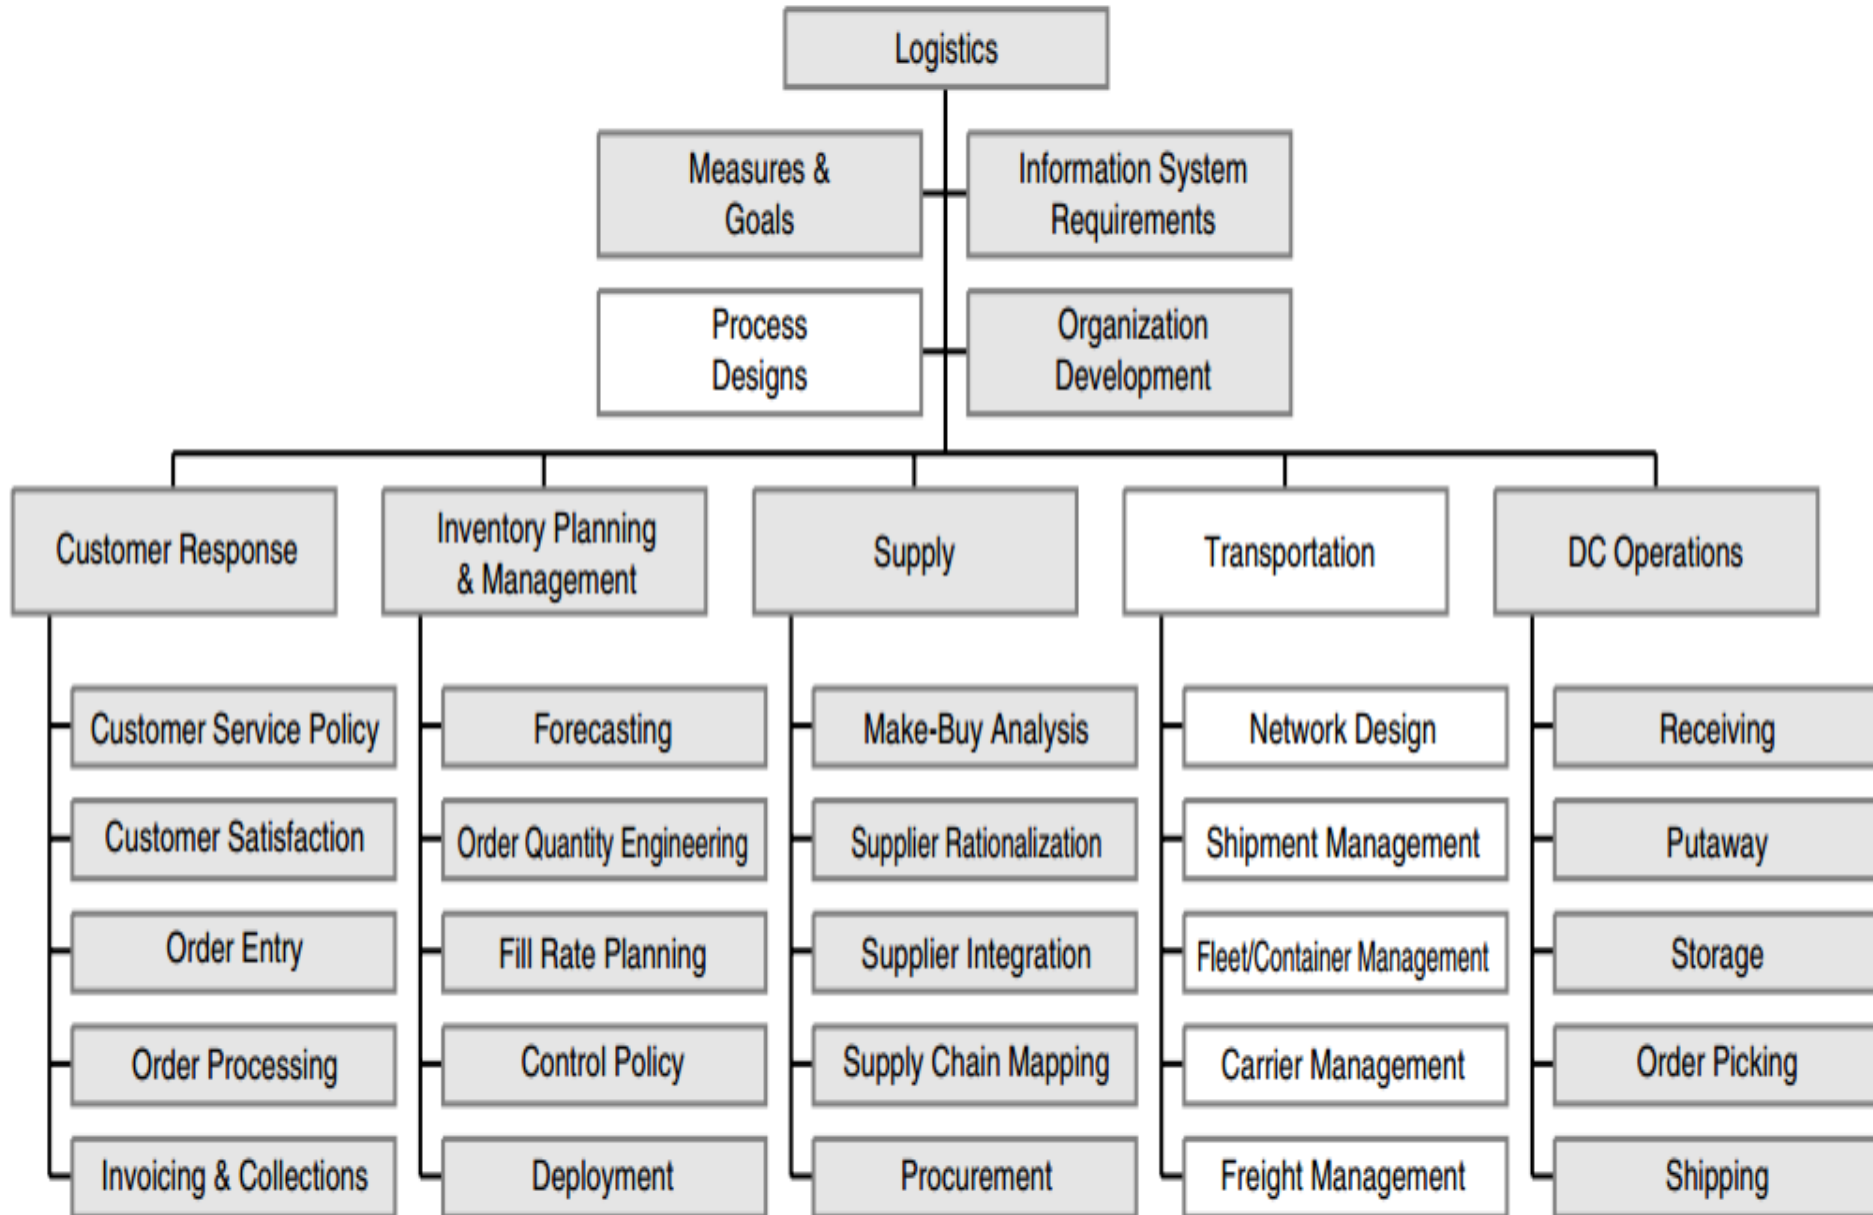 Logistics
Measures &
Goals
Information System
Requirements
Process
Designs
Organization
Development
Customer Response
Inventory Planning
& Management
Supply
Transportation
DC Operations
Customer Service Policy
Forecasting
Make-Buy Analysis
Network Design
Receiving
Customer Satisfaction
Order Quantity Engineering
Supplier Rationalization
Shipment Management
Putaway
Order Entry
Fill Rate Planning
Supplier Integration
Fleet/Container Management
Storage
Order Processing
Control Policy
Supply Chain Mapping
Carrier Management
Order Picking
Invoicing & Collections
Deployment
Procurement
Freight Management
Shipping